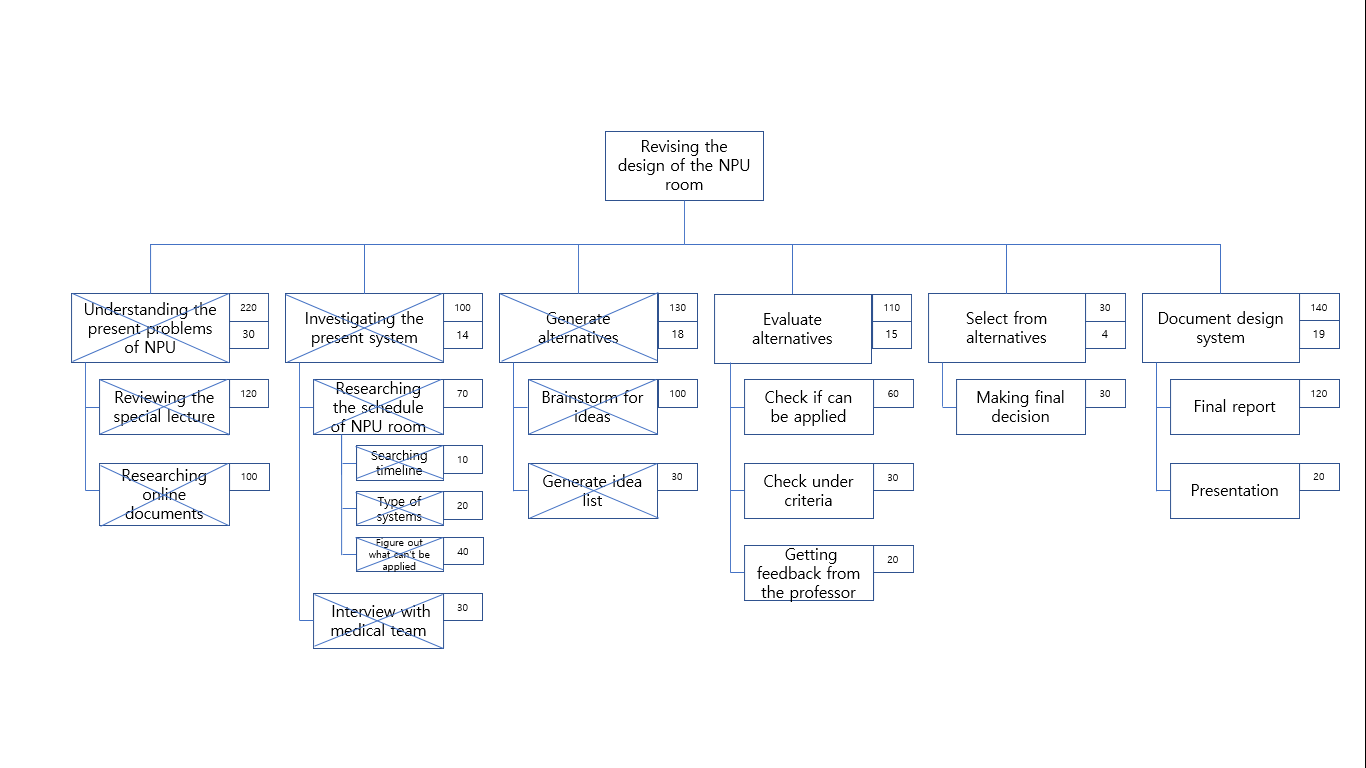 Revising the
design of the NPU
room
Understanding the
present problems
of NPU
220
30
Investigating the
present system
100
14
Generate
alternatives
130
18
Evaluate
alternatives
110
15
Select from
alternatives
30
4
Document design
system
140
19
Reviewing the
special lecture
120
Researching
online
documents
100
Researching
the schedule
of NPU room
70
Searching
timeline
10
Type of
systems
20
Figure out
what can't be
applied
40
Interview with
medical team
30
Brainstorm for
ideas
100
Generate idea
list
30
Check if can
be applied
60
Check under
criteria
30
Getting
feedback from
the professor
20
Making final
decision
30
Final report
120
Presentation
20